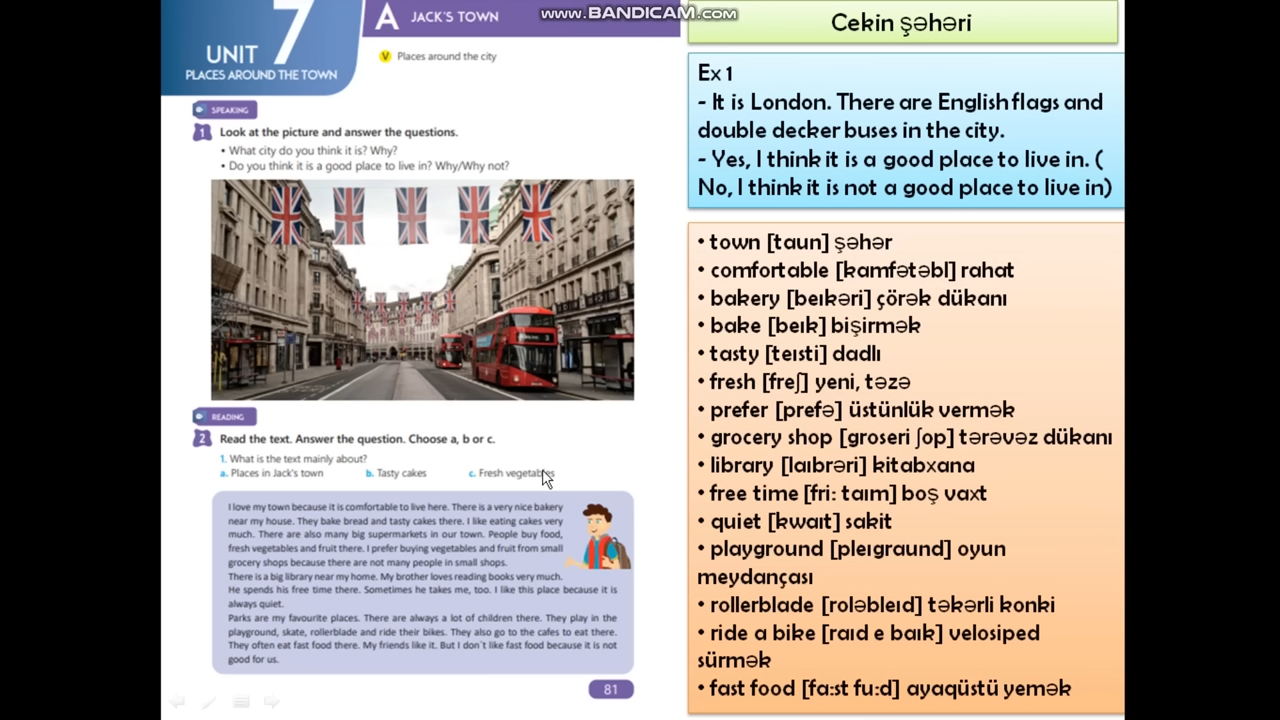 www.BANDICAM.com
UNIT 7
PLACES AROUND THE TOWN
A JACK'S TOWN
V Places around the city
SPEAKING
1 Look at the picture and answer the questions.
• What city do you think it is? Why?
• Do you think it is a good place to live in? Why/Why not?
READING
2 Read the text. Answer the question. Choose a, b or c.
1. What is the text mainly about?
a. Places in Jack's town b. Tasty cakes c. Fresh vegetables
I love my town because it is comfortable to live here. There is a very nice bakery
near my house. They bake bread and tasty cakes there. I like eating cakes very
much. There are also many big supermarkets in our town. People buy food,
fresh vegetables and fruit there. I prefer buying vegetables and fruit from small
grocery shops because there are not many people in small shops.
There is a big library near my home. My brother loves reading books very much.
He spends his free time there. Sometimes he takes me, too. I like this place because it is
always quiet.
Parks are my favourite places. There are always a lot of children there. They play in the
playground, skate, rollerblade and ride their bikes. They also go to the cafes to eat there.
They often eat fast food there. My friends like it. But I don`t like fast food because it is not
good for us.
81
Cekin şəhəri
Ex 1
- It is London. There are English flags and
double decker buses in the city.
- Yes, I think it is a good place to live in. (
No, I think it is not a good place to live in)
• town [taun] şəhər
• comfortable [kamfətəbl] rahat
• bakery [beıkəri] çörək dükanı
• bake [beık] bişirmək
• tasty [teısti] dadlı
• fresh [freʃ] yeni, təzə
• prefer [prefə] üstünlük vermək
• grocery shop [groseri ʃop] tərəvəz dükanı
• library [laıbrəri] kitabxana
• free time [fri: taım] boş vaxt
• quiet [kwaıt] sakit
• playground [pleıgraund] oyun
meydançası
• rollerblade [roləbleıd] təkərli konki
• ride a bike [raıd e baık] velosiped
sürmək
• fast food [fa:st fu:d] ayaqüstü yemək